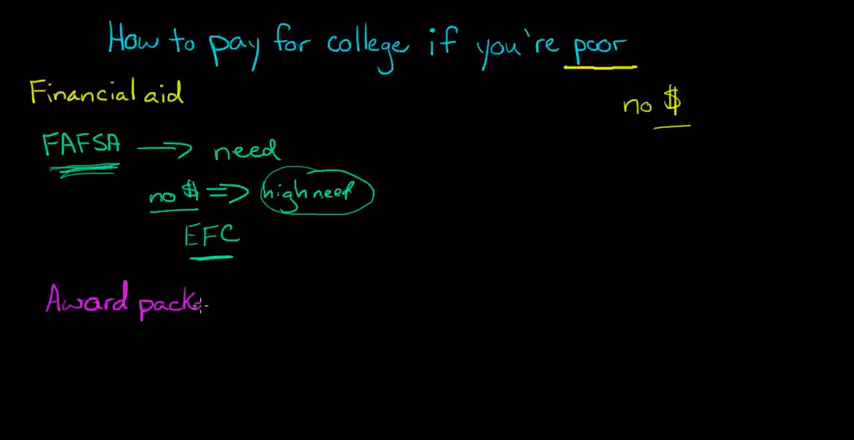 How to pay for college if you're poor
Financial aid
no $
FAFSA → need
no $ ⇒ high need
EFC
Award packa